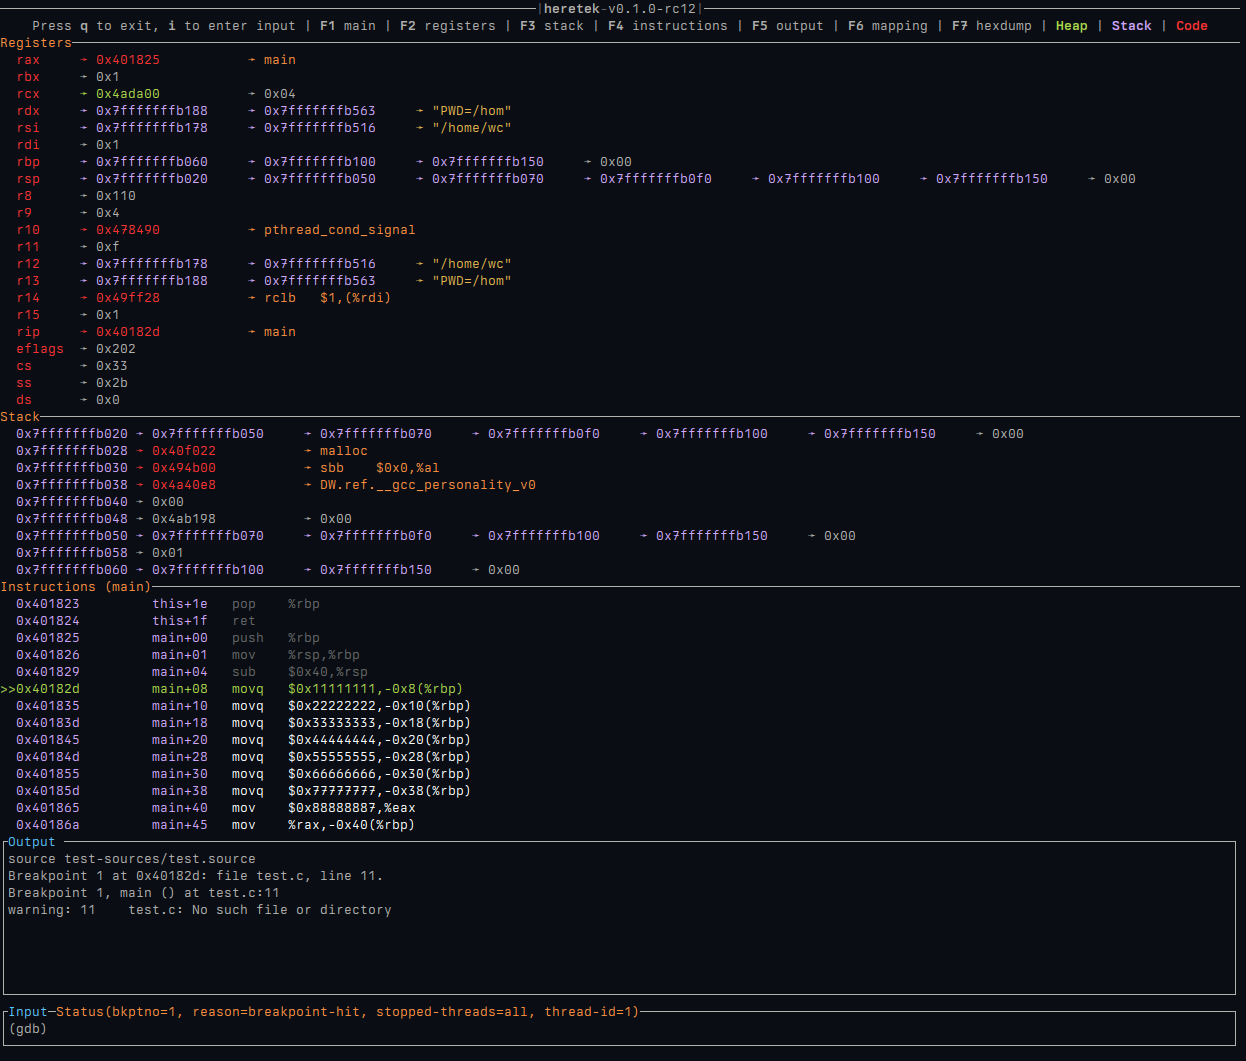 |heretek-v0.1.0-rc12|
Press q to exit, i to enter input | F1 main | F2 registers | F3 stack | F4 instructions | F5 output | F6 mapping | F7 hexdump | Heap | Stack | Code
Registers
rax ➛ 0x401825 ➛ main
rbx ➛ 0x1
rcx ➛ 0x4ada00 ➛ 0x04
rdx ➛ 0x7fffffffb188 ➛ 0x7fffffffb563 ➛ "PWD=/hom"
rsi ➛ 0x7fffffffb178 ➛ 0x7fffffffb516 ➛ "/home/wc"
rdi ➛ 0x1
rbp ➛ 0x7fffffffb060 ➛ 0x7fffffffb100 ➛ 0x7fffffffb150 ➛ 0x00
rsp ➛ 0x7fffffffb020 ➛ 0x7fffffffb050 ➛ 0x7fffffffb070 ➛ 0x7fffffffb0f0 ➛ 0x7fffffffb100 ➛ 0x7fffffffb150 ➛ 0x00
r8 ➛ 0x110
r9 ➛ 0x4
r10 ➛ 0x478490 ➛ pthread_cond_signal
r11 ➛ 0xf
r12 ➛ 0x7fffffffb178 ➛ 0x7fffffffb516 ➛ "/home/wc"
r13 ➛ 0x7fffffffb188 ➛ 0x7fffffffb563 ➛ "PWD=/hom"
r14 ➛ 0x49ff28 ➛ rclb $1,(%rdi)
r15 ➛ 0x1
rip ➛ 0x40182d ➛ main
eflags ➛ 0x202
cs ➛ 0x33
ss ➛ 0x2b
ds ➛ 0x0
Stack
0x7fffffffb020 ➛ 0x7fffffffb050 ➛ 0x7fffffffb070 ➛ 0x7fffffffb0f0 ➛ 0x7fffffffb100 ➛ 0x7fffffffb150 ➛ 0x00
0x7fffffffb028 ➛ 0x40f022 ➛ malloc
0x7fffffffb030 ➛ 0x494b00 ➛ sbb $0x0,%al
0x7fffffffb038 ➛ 0x4a40e8 ➛ DW.ref.__gcc_personality_v0
0x7fffffffb040 ➛ 0x00
0x7fffffffb048 ➛ 0x4ab198 ➛ 0x00
0x7fffffffb050 ➛ 0x7fffffffb070 ➛ 0x7fffffffb0f0 ➛ 0x7fffffffb100 ➛ 0x7fffffffb150 ➛ 0x00
0x7fffffffb058 ➛ 0x01
0x7fffffffb060 ➛ 0x7fffffffb100 ➛ 0x7fffffffb150 ➛ 0x00
Instructions (main)
0x401823 this+1e pop %rbp
0x401824 this+1f ret
0x401825 main+00 push %rbp
0x401826 main+01 mov %rsp,%rbp
0x401829 main+04 sub $0x40,%rsp
>>0x40182d main+08 movq $0x11111111,-0x8(%rbp)
0x401835 main+10 movq $0x22222222,-0x10(%rbp)
0x40183d main+18 movq $0x33333333,-0x18(%rbp)
0x401845 main+20 movq $0x44444444,-0x20(%rbp)
0x40184d main+28 movq $0x55555555,-0x28(%rbp)
0x401855 main+30 movq $0x66666666,-0x30(%rbp)
0x40185d main+38 movq $0x77777777,-0x38(%rbp)
0x401865 main+40 mov $0x88888887,%eax
0x40186a main+45 mov %rax,-0x40(%rbp)
Output
source test-sources/test.source
Breakpoint 1 at 0x40182d: file test.c, line 11.
Breakpoint 1, main () at test.c:11
warning: 11 test.c: No such file or directory
Input─Status(bkptno=1, reason=breakpoint-hit, stopped-threads=all, thread-id=1)
(gdb)